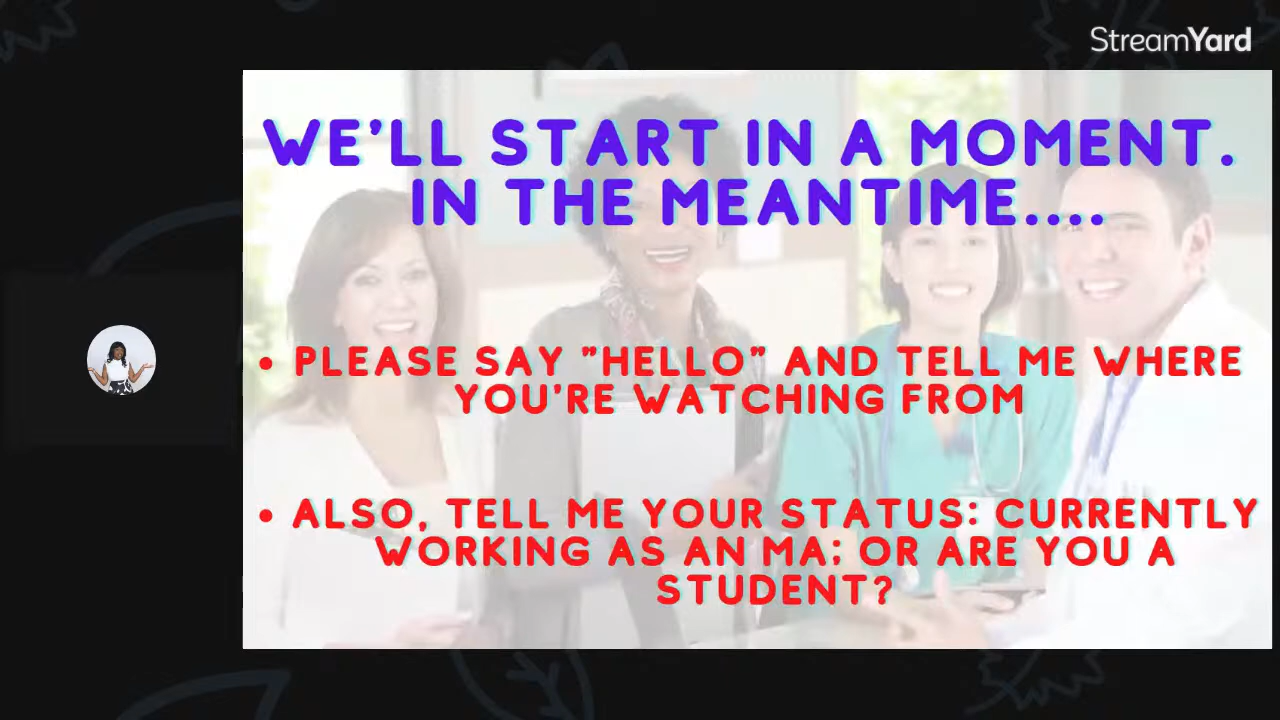 StreamYard
WE'LL START IN A MOMENT.
IN THE MEANTIME....
• PLEASE SAY "HELLO" AND TELL ME WHERE
YOU'RE WATCHING FROM
• ALSO, TELL ME YOUR STATUS: CURRENTLY
WORKING AS AN MA; OR ARE YOU A
STUDENT?